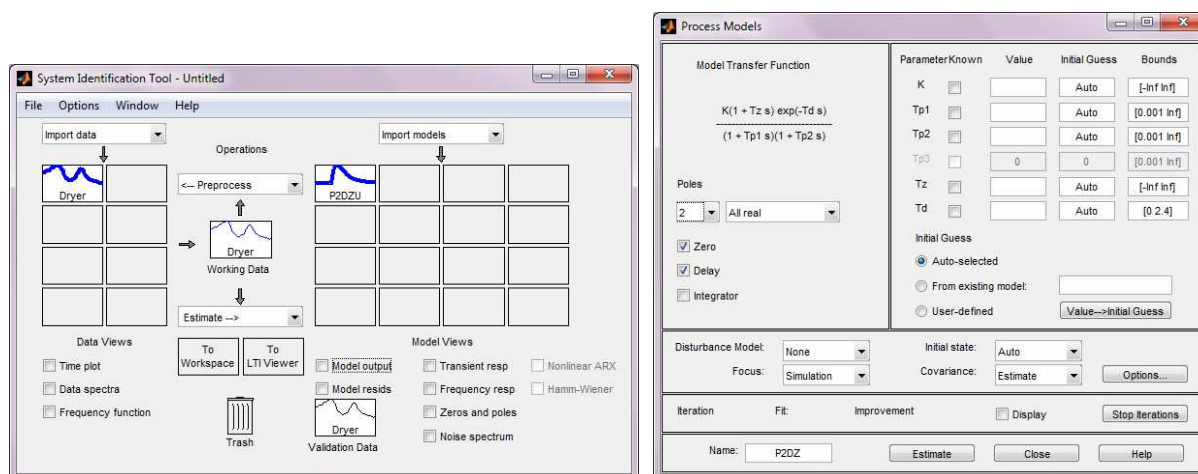 System Identification Tool - Untitled
File Options Window Help
Import data
Import models
Operations
Dryer
<-- Preprocess
P2DZU
Dryer
Working Data
Estimate -->
Data Views
To Workspace
To LTI Viewer
Model Views
Time plot
Data spectra
Frequency function
Model output
Transient resp
Nonlinear ARX
Model resids
Frequency resp
Hamm-Wiener
Zeros and poles
Noise spectrum
Trash
Dryer
Validation Data
Process Models
Model Transfer Function
K(1 + Tz s) exp(-Td s)
(1 + Tp1 s)(1 + Tp2 s)
Poles
2 All real
Zero
Delay
Integrator
Parameter Known Value Initial Guess Bounds
K Auto [-Inf Inf]
Tp1 Auto [0.001 Inf]
Tp2 Auto [0.001 Inf]
Tp3 0 0 [0.001 Inf]
Tz Auto [-Inf Inf]
Td Auto [0 2.4]
Initial Guess
Auto-selected
From existing model:
User-defined
Value-->Initial Guess
Disturbance Model: None Initial state: Auto
Focus: Simulation Covariance: Estimate Options...
Iteration Fit: Improvement Display Stop Iterations
Name: P2DZ Estimate Close Help